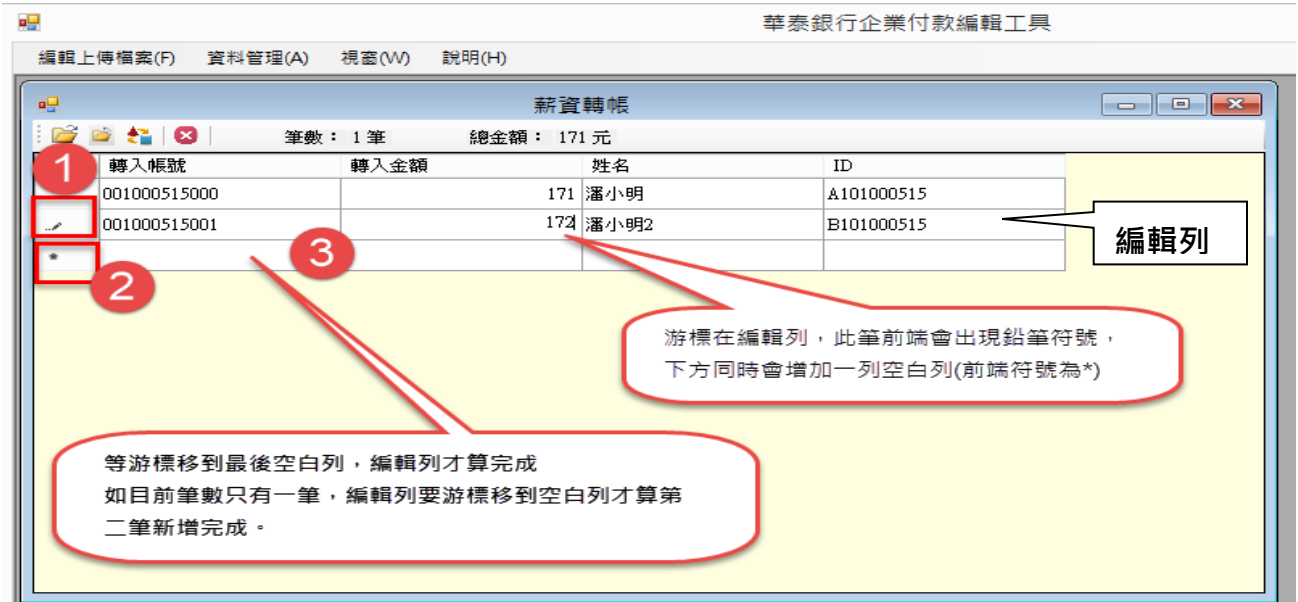 華泰銀行企業付款編輯工具
編輯上傳檔案(F) 資料管理(A) 視窗(W) 說明(H)
薪資轉帳
筆數： 1 筆 總金額： 171 元
1
轉入帳號 轉入金額 姓名 ID
001000515000 171 潘小明 A101000515
001000515001 172 潘小明2 B101000515
編輯列
*
3
2
游標在編輯列，此筆前端會出現鉛筆符號，
下方同時會增加一列空白列(前端符號為*)
等游標移到最後空白列，編輯列才算完成
如目前筆數只有一筆，編輯列要游標移到空白列才算第
二筆新增完成。